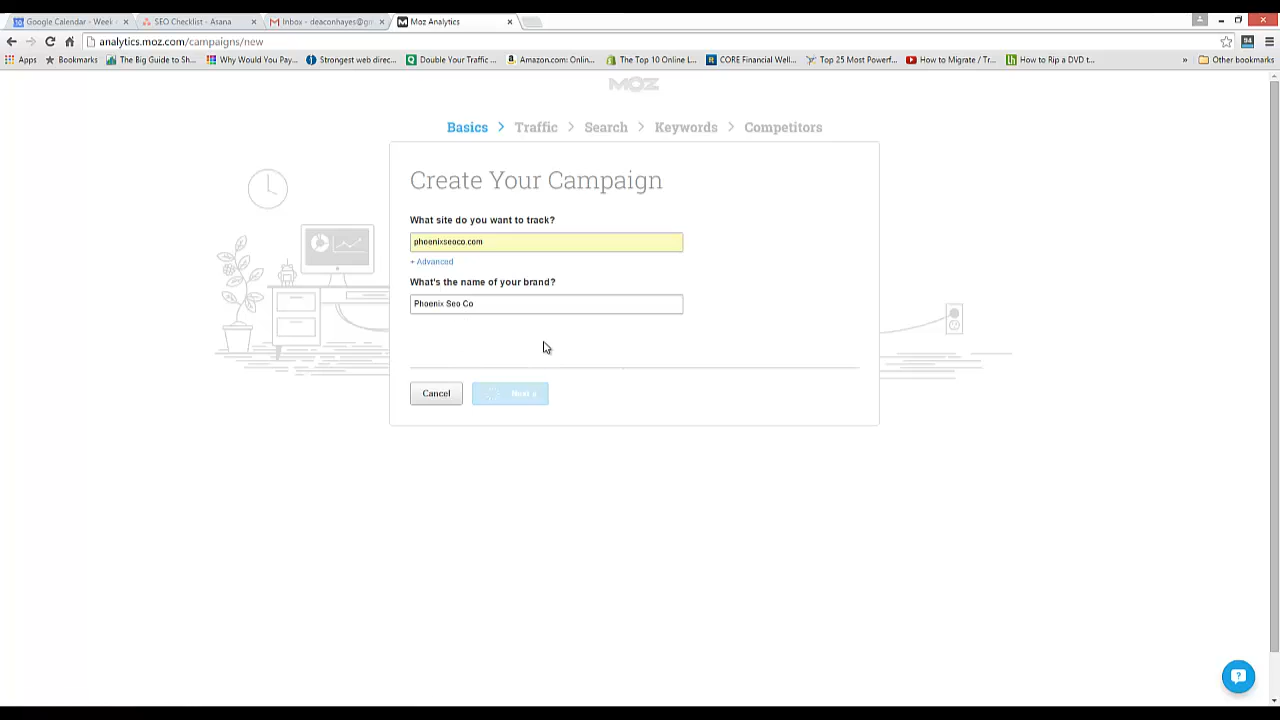 Google Calendar - Week
SEO Checklist - Asana
Inbox - deaconhayes@gm
Moz Analytics
analytics.moz.com/campaigns/new
94
Apps
Bookmarks
The Big Guide to Sh...
Why Would You Pay...
Strongest web direc...
Double Your Traffic ...
Amazon.com: Onlin...
The Top 10 Online L...
CORE Financial Well...
Top 25 Most Powerf...
How to Migrate / Tr...
How to Rip a DVD t...
»
Other bookmarks
MOZ
Basics > Traffic > Search > Keywords > Competitors
Create Your Campaign
What site do you want to track?
phoenixseoco.com
+ Advanced
What's the name of your brand?
Phoenix Seo Co
Cancel
Next »